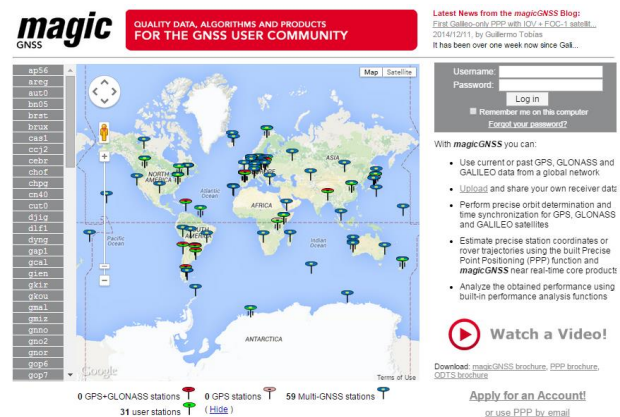 magic
GNSS
QUALITY DATA, ALGORITHMS AND PRODUCTS
FOR THE GNSS USER COMMUNITY
Latest News from the magicGNSS Blog:
First Galileo-only PPP with IOV + FOC-1 satellit...
2014/12/11, by Guillermo Tobías
It has been over one week now since Gali...
ap56
areg
aut0
bn05
brst
brux
cas1
ccj2
cebr
chof
chpg
cn40
cut0
djig
dlf1
dyng
gap1
gcal
gien
gkir
gkou
gmal
gmiz
gnno
gno2
gnor
gop6
gop7
Map
Satellite
NORTH
AMERICA
Atlantic
Ocean
ASIA
AFRICA
Pacific
Ocean
SOUTH
AMERICA
Indian
Ocean
ANTARCTICA
Google
Terms of Use
0 GPS+GLONASS stations
0 GPS stations
59 Multi-GNSS stations
31 user stations
( Hide )
Username:
Password:
Log in
Remember me on this computer
Forgot your password?
With magicGNSS you can:
• Use current or past GPS, GLONASS and
GALILEO data from a global network
• Upload and share your own receiver data
• Perform precise orbit determination and
time synchronization for GPS, GLONASS
and GALILEO satellites
• Estimate precise station coordinates or
rover trajectories using the built Precise
Point Positioning (PPP) function and
magicGNSS near real-time core products
• Analyze the obtained performance using
built-in performance analysis functions
Watch a Video!
Download: magicGNSS brochure, PPP brochure,
ODTS brochure
Apply for an Account!
or use PPP by email